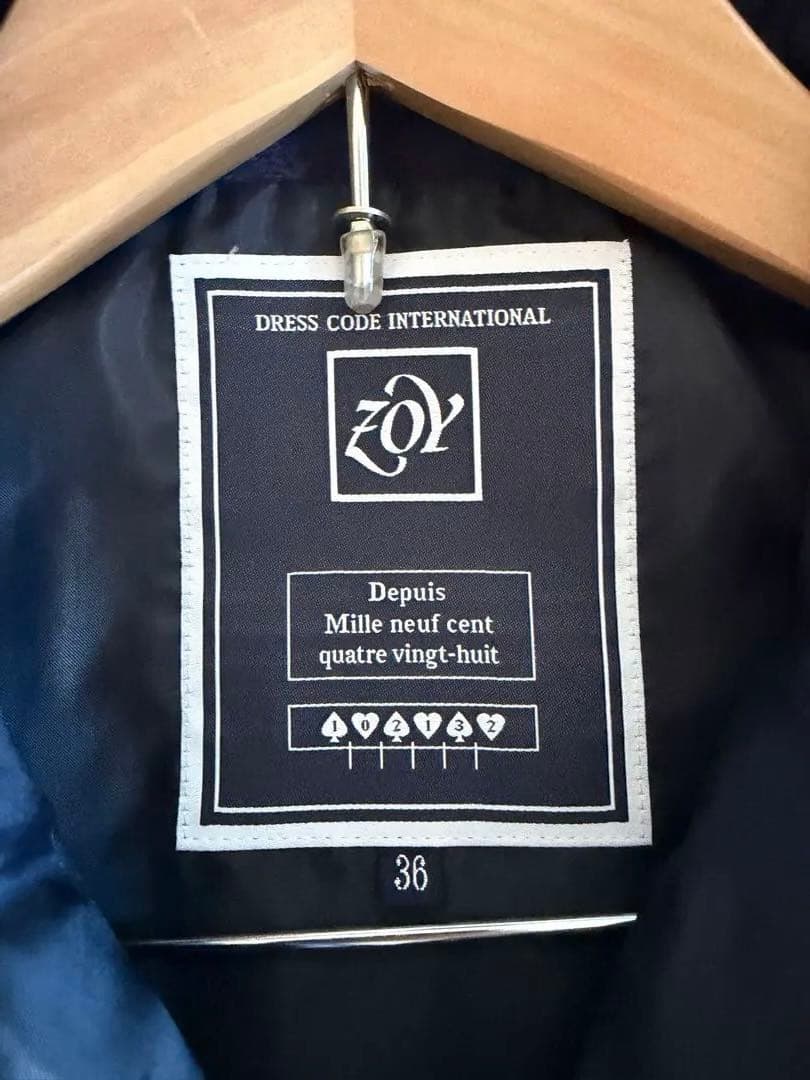 DRESS CODE INTERNATIONAL
ZOY
Depuis
Mille neuf cent
quatre vingt-huit
1 0 2 1 3 2
36